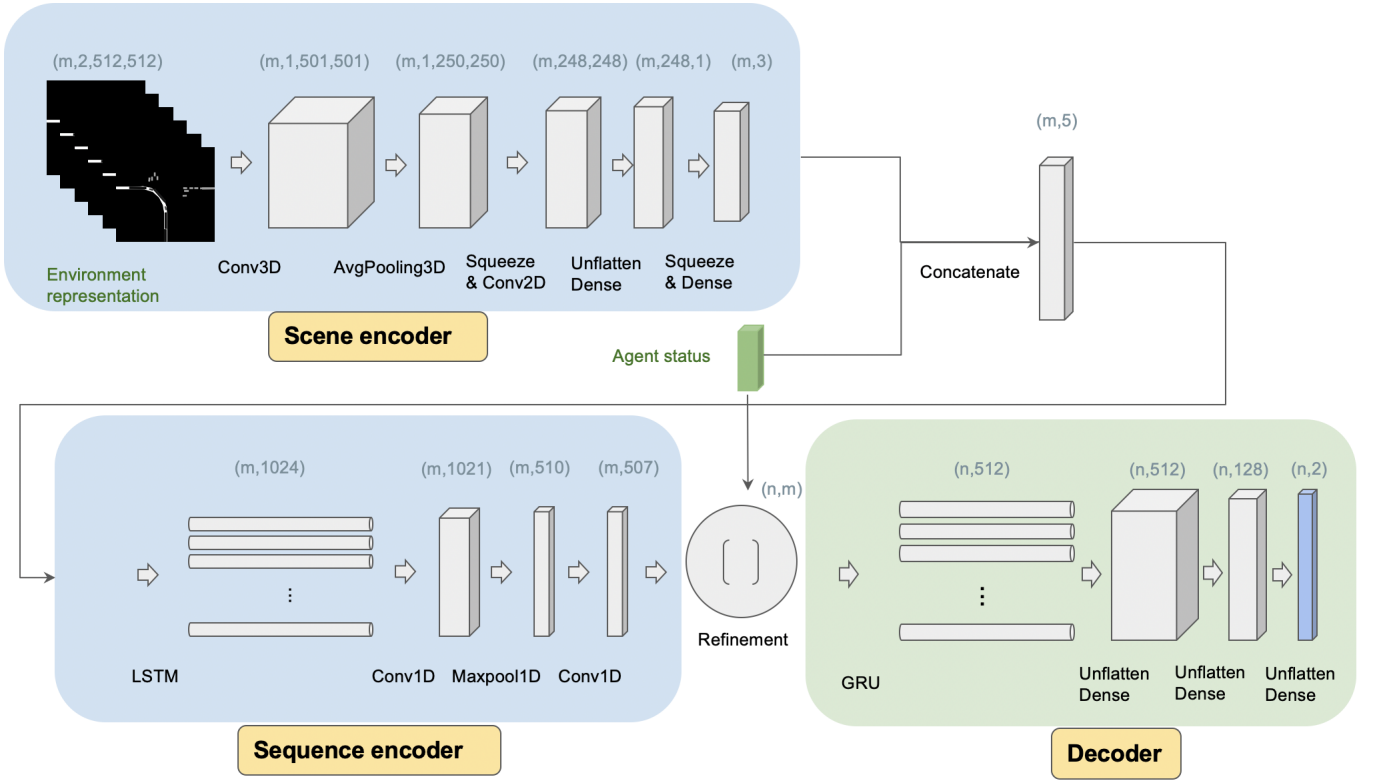 (m,2,512,512)
(m,1,501,501)
(m,1,250,250)
(m,248,248)
(m,248,1)
(m,3)
Conv3D
AvgPooling3D
Squeeze
& Conv2D
Unflatten
Dense
Squeeze
& Dense
Environment
representation
Scene encoder
(m,5)
Concatenate
Agent status
(m,1024)
(m,1021)
(m,510)
(m,507)
LSTM
Conv1D
Maxpool1D
Conv1D
Sequence encoder
(n,m)
Refinement
(n,512)
(n,512)
(n,128)
(n,2)
GRU
Unflatten
Dense
Unflatten
Dense
Unflatten
Dense
Decoder